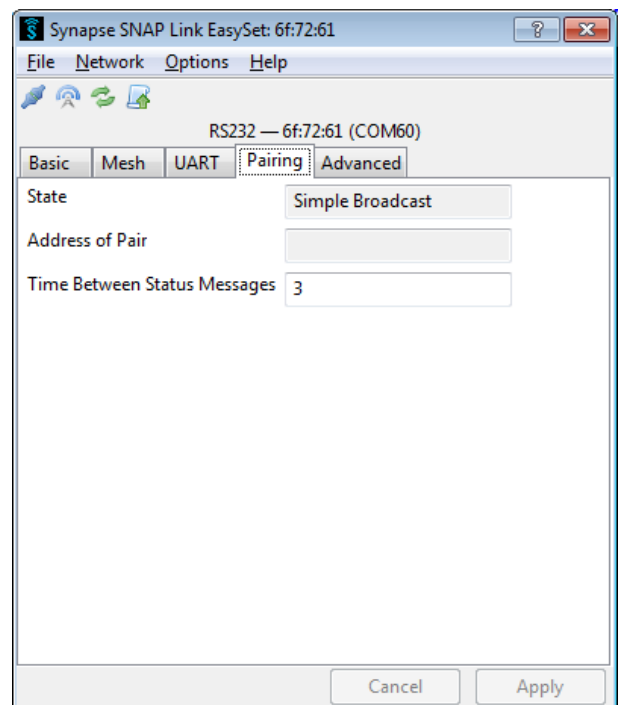 Synapse SNAP Link EasySet: 6f:72:61
File Network Options Help
RS232 — 6f:72:61 (COM60)
Basic Mesh UART Pairing Advanced
State Simple Broadcast
Address of Pair
Time Between Status Messages 3
Cancel Apply